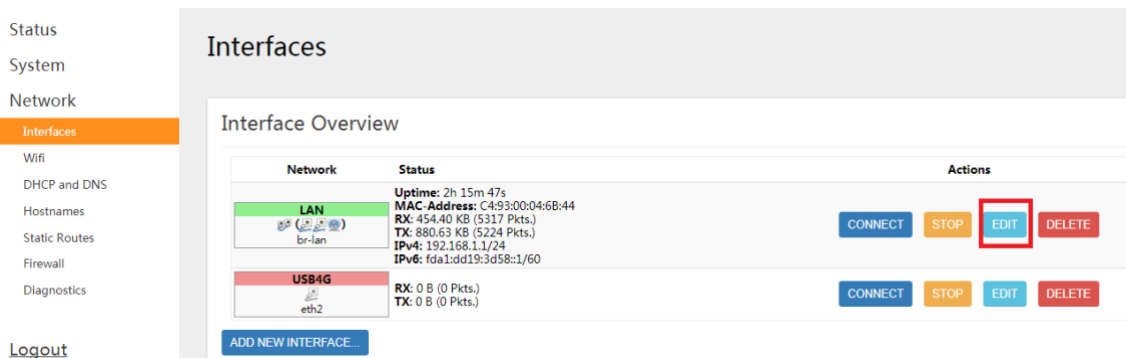 Status
System
Network
Interfaces
Wifi
DHCP and DNS
Hostnames
Static Routes
Firewall
Diagnostics
Logout
Interfaces
Interface Overview
Network Status Actions
LAN
br-lan
Uptime: 2h 15m 47s
MAC-Address: C4:93:00:04:6B:44
RX: 454.40 KB (5317 Pkts.)
TX: 880.63 KB (5224 Pkts.)
IPv4: 192.168.1.1/24
IPv6: fda1:dd19:3d58::1/60
CONNECT STOP EDIT DELETE
USB4G
eth2
RX: 0 B (0 Pkts.)
TX: 0 B (0 Pkts.)
CONNECT STOP EDIT DELETE
ADD NEW INTERFACE...